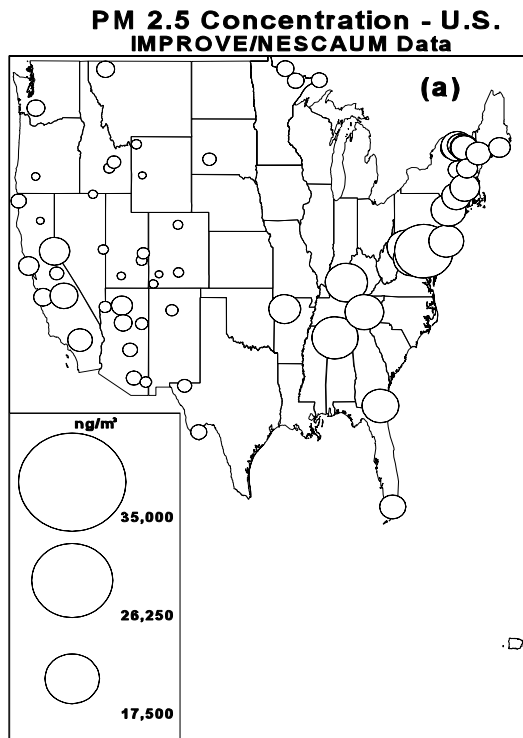 PM 2.5 Concentration - U.S.
IMPROVE/NESCAUM Data
(a)
ng/m³
35,000
26,250
17,500